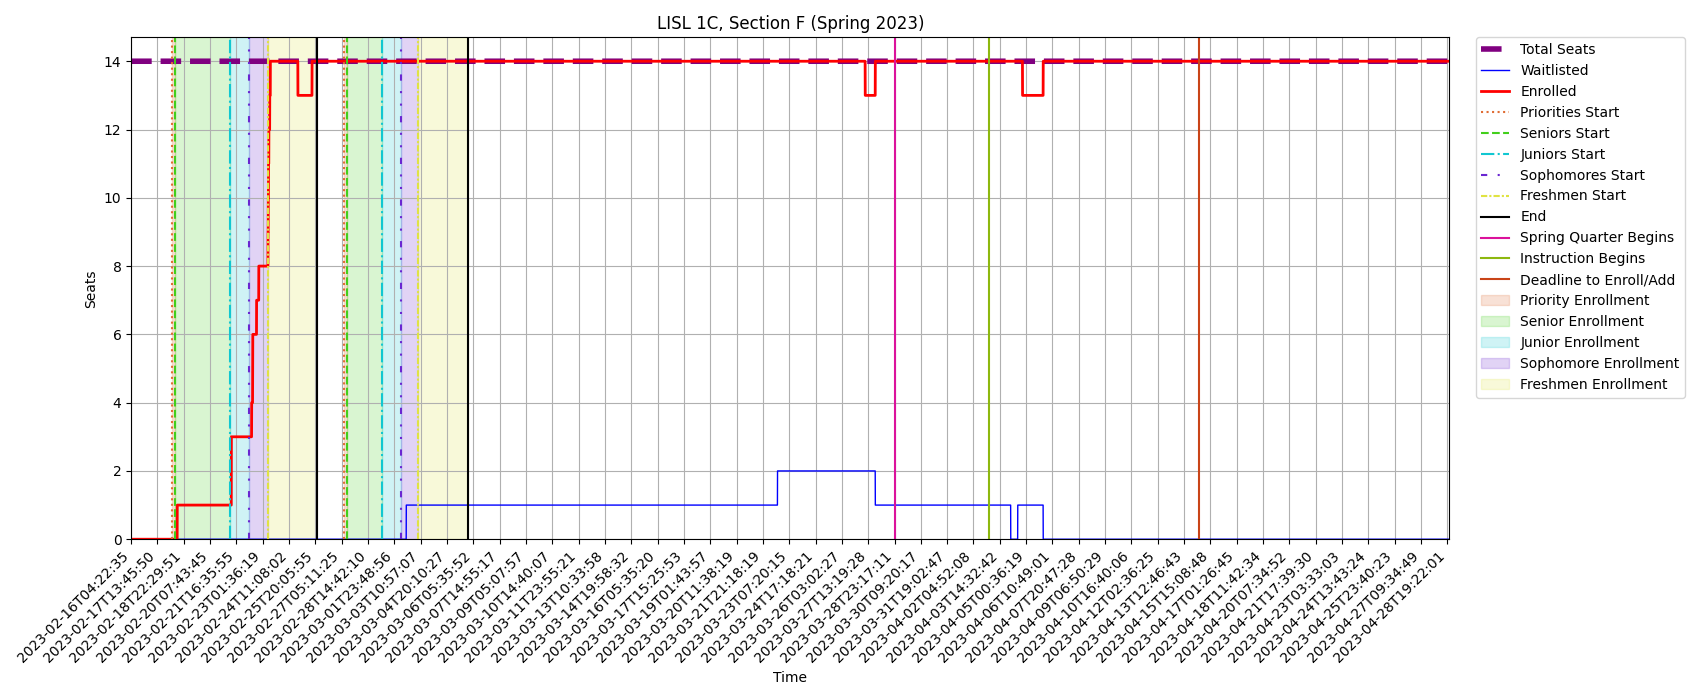 LISL 1C, Section F (Spring 2023)
Seats
14
12
10
8
6
4
2
0
2023-02-16T04:22:35
2023-02-17T13:45:50
2023-02-18T22:29:51
2023-02-20T07:43:45
2023-02-21T16:35:55
2023-02-23T01:36:19
2023-02-24T11:08:02
2023-02-25T20:05:55
2023-02-27T05:11:25
2023-02-28T14:42:10
2023-03-01T23:48:56
2023-03-03T10:57:07
2023-03-04T20:10:27
2023-03-06T05:35:52
2023-03-07T14:55:17
2023-03-09T05:07:57
2023-03-10T14:40:07
2023-03-11T23:55:21
2023-03-13T10:33:58
2023-03-14T19:58:32
2023-03-16T05:35:20
2023-03-17T15:25:53
2023-03-19T01:43:57
2023-03-20T11:38:19
2023-03-21T21:18:19
2023-03-23T07:20:15
2023-03-24T17:18:21
2023-03-26T03:02:27
2023-03-27T13:19:28
2023-03-28T23:17:11
2023-03-30T09:20:17
2023-03-31T19:02:47
2023-04-02T04:52:08
2023-04-03T14:32:42
2023-04-05T00:36:19
2023-04-06T10:49:01
2023-04-07T20:47:28
2023-04-09T06:50:29
2023-04-10T16:40:06
2023-04-12T02:36:25
2023-04-13T12:46:43
2023-04-15T15:08:48
2023-04-17T01:26:45
2023-04-18T11:42:34
2023-04-20T07:34:52
2023-04-21T17:39:30
2023-04-23T03:33:03
2023-04-24T13:43:24
2023-04-25T23:40:23
2023-04-27T09:34:49
2023-04-28T19:22:01
Time
Total Seats
Waitlisted
Enrolled
Priorities Start
Seniors Start
Juniors Start
Sophomores Start
Freshmen Start
End
Spring Quarter Begins
Instruction Begins
Deadline to Enroll/Add
Priority Enrollment
Senior Enrollment
Junior Enrollment
Sophomore Enrollment
Freshmen Enrollment